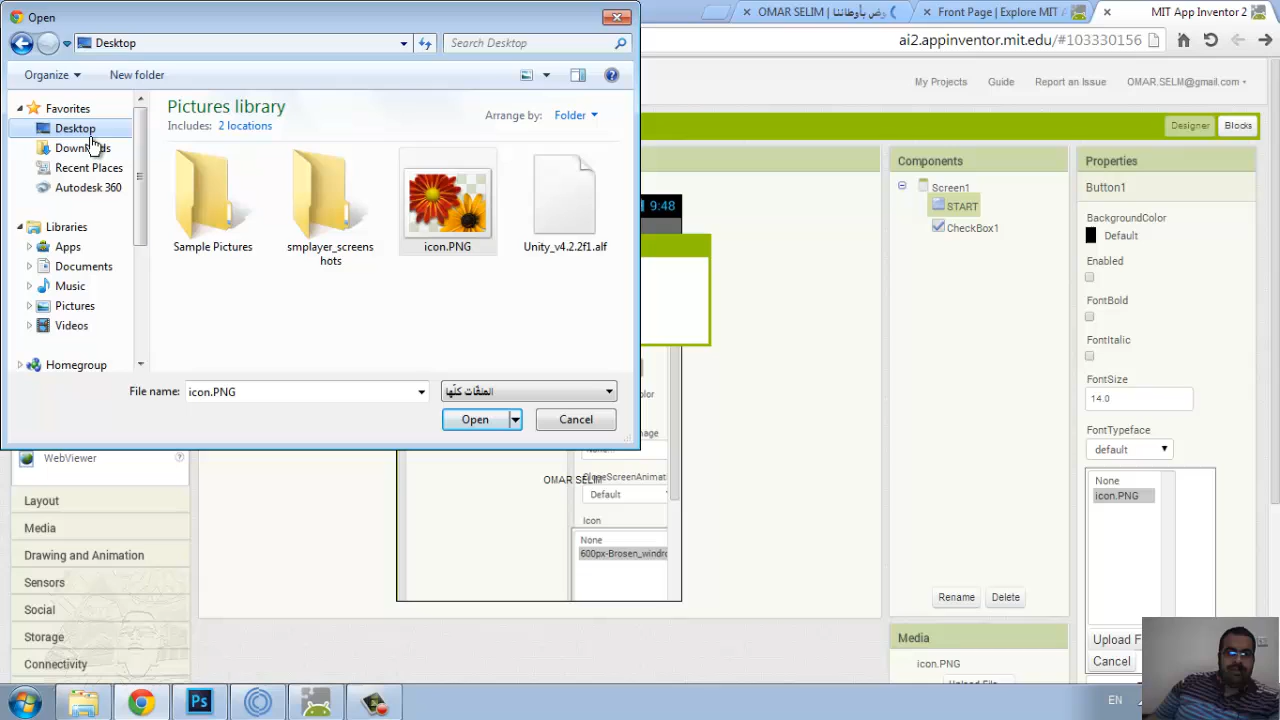 Open
Desktop
Search Desktop
Organize
New folder
Favorites
Desktop
Recent Places
Autodesk 360
Libraries
Apps
Documents
Music
Pictures
Videos
Homegroup
Pictures library
Includes: 2 locations
Arrange by: Folder
Sample Pictures
smplayer_screens
hots
icon.PNG
Unity_v4.2.2f1.alf
File name: icon.PNG
الملفّات كلّها
Open
Cancel
OMAR SELIM |
Front Page | Explore MIT A
MIT App Inventor 2
ai2.appinventor.mit.edu/#103330156
My Projects
Guide
Report an Issue
OMAR.SELM@gmail.com
Designer
Blocks
9:48
OMAR SELIM
Default
Icon
None
600px-Brosen_windro
Components
Screen1
START
CheckBox1
Rename
Delete
Media
icon.PNG
Properties
Button1
BackgroundColor
Default
Enabled
FontBold
FontItalic
FontSize
14.0
FontTypeface
default
None
icon.PNG
Upload F
Cancel
WebViewer
Layout
Media
Drawing and Animation
Sensors
Social
Storage
Connectivity
Ps
EN